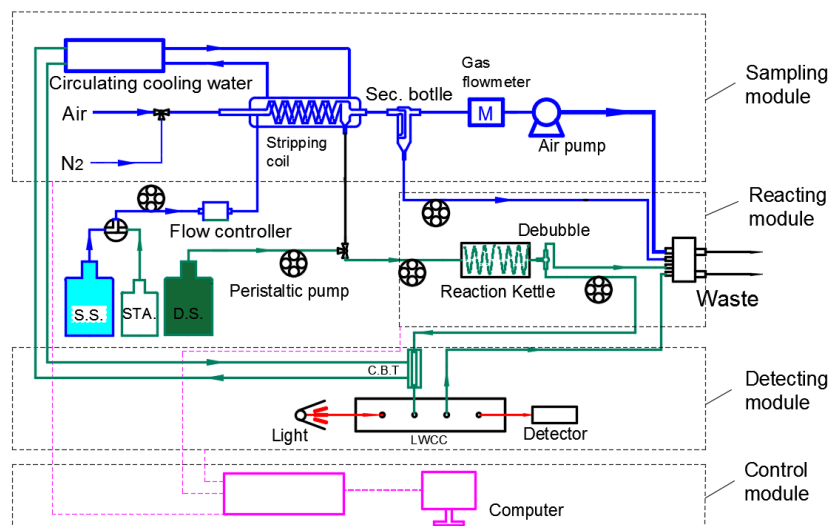 Circulating cooling water
Air
N2
Stripping
coil
Sec. botlle
Gas
flowmeter
M
Air pump
Sampling
module
Flow controller
S.S.
STA.
D.S.
Peristaltic pump
Debubble
Reaction Kettle
Reacting
module
Waste
C.B.T
Light
LWCC
Detector
Detecting
module
Computer
Control
module